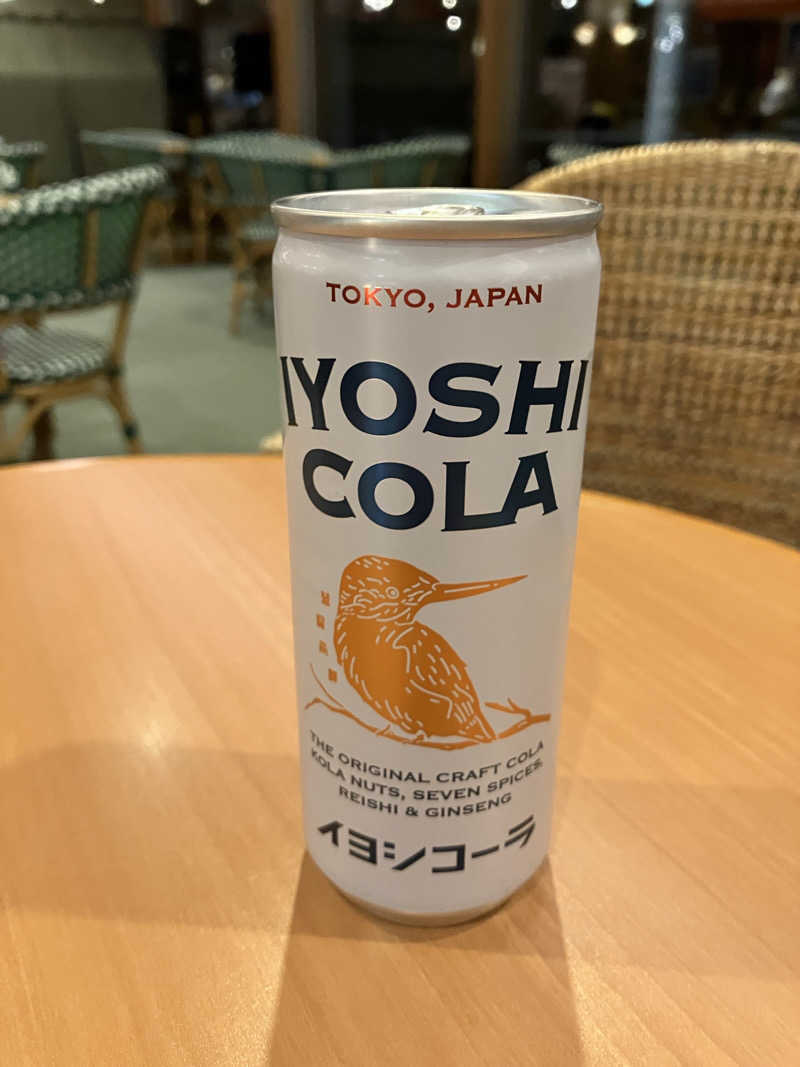 TOKYO, JAPAN
IYOSHI
COLA
THE ORIGINAL CRAFT COLA
KOLA NUTS, SEVEN SPICES,
REISHI & GINSENG
イヨシコーラ